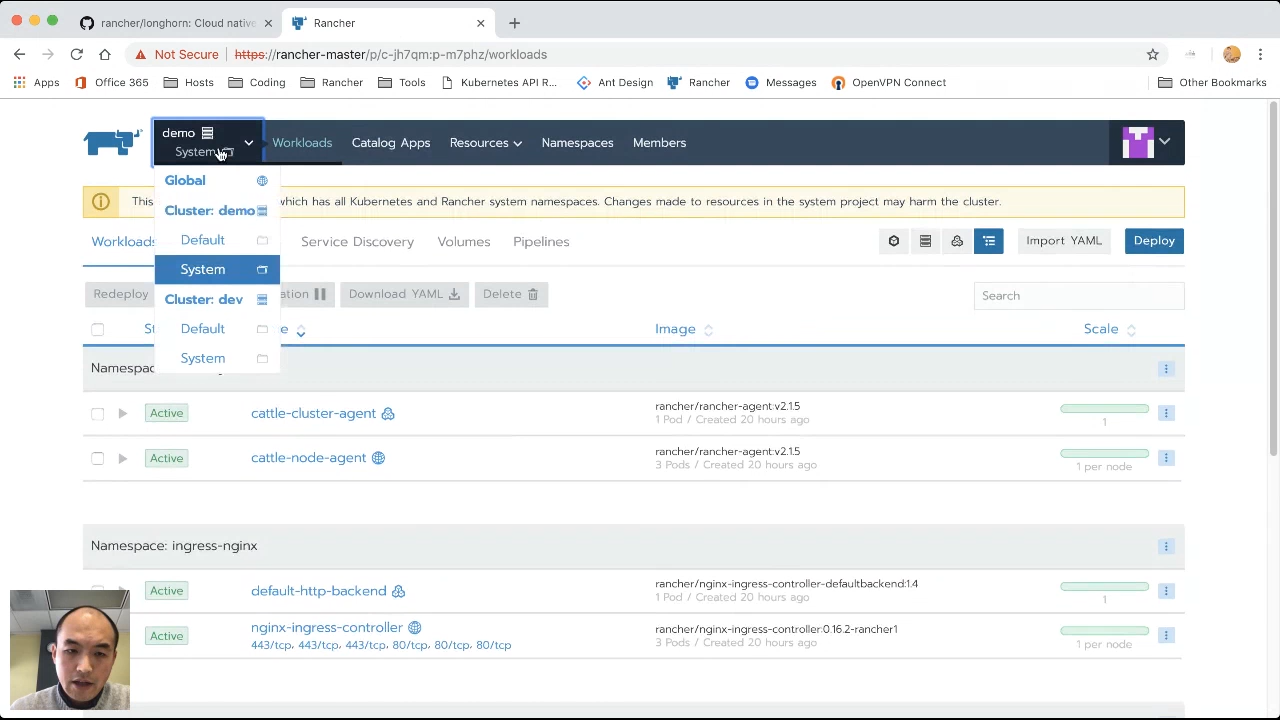 rancher/longhorn: Cloud native
Rancher
Not Secure https://rancher-master/p/c-jh7qm:p-m7phz/workloads
Apps Office 365 Hosts Coding Rancher Tools Kubernetes API R... Ant Design Rancher Messages OpenVPN Connect Other Bookmarks
demo
System
Workloads Catalog Apps Resources Namespaces Members
Global
This which has all Kubernetes and Rancher system namespaces. Changes made to resources in the system project may harm the cluster.
Cluster: demo
Workloads Service Discovery Volumes Pipelines Import YAML Deploy
Default
System
Redeploy Download YAML Delete Search
Cluster: dev
Default
Image Scale
System
Active cattle-cluster-agent rancher/rancher-agent:v2.1.5
1 Pod / Created 20 hours ago 1
Active cattle-node-agent rancher/rancher-agent:v2.1.5
3 Pods / Created 20 hours ago 1 per node
Namespace: ingress-nginx
Active default-http-backend rancher/nginx-ingress-controller-defaultbackend:1.4
1 Pod / Created 20 hours ago 1
Active nginx-ingress-controller rancher/nginx-ingress-controller:0.16.2-rancher1
443/tcp, 443/tcp, 443/tcp, 80/tcp, 80/tcp, 80/tcp 3 Pods / Created 20 hours ago 1 per node